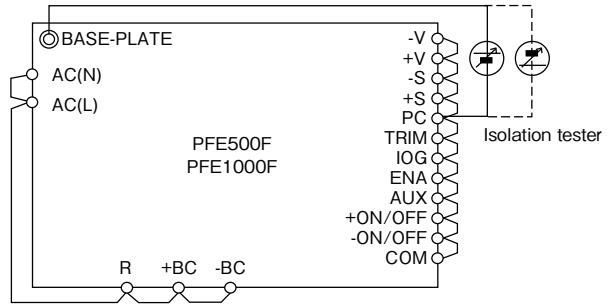 BASE-PLATE
AC(N)
AC(L)
PFE500F
PFE1000F
-V
+V
-S
+S
PC
TRIM
IOG
ENA
AUX
+ON/OFF
-ON/OFF
COM
Isolation tester
R +BC -BC